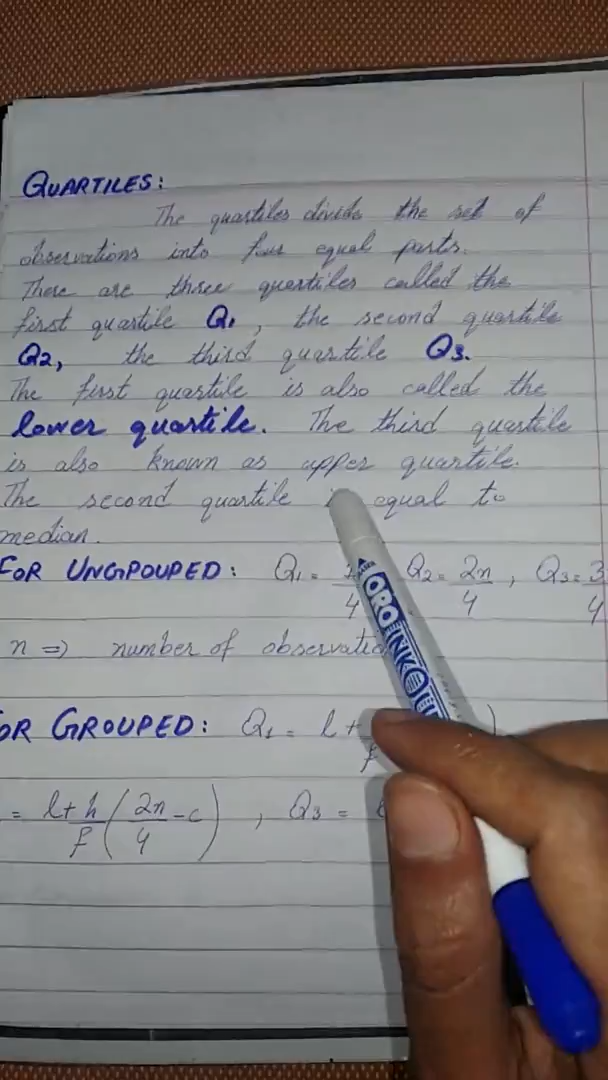 QUARTILES:
The quartiles divide the set of
observations into four equal parts.
There are three quartiles called the
first quartile Q1, the second quartile
Q2, the third quartile Q3.
The first quartile is also called the
lower quartile. The third quartile
is also known as upper quartile.
The second quartile equal to
median.
FOR UNGROUPED: Q1 = 4 Q2 = 2n/4, Q3 = 3/4
n => number of
OR GROUPED: Q1 = l +
= l + h/f (2n/4 - c), Q3 =